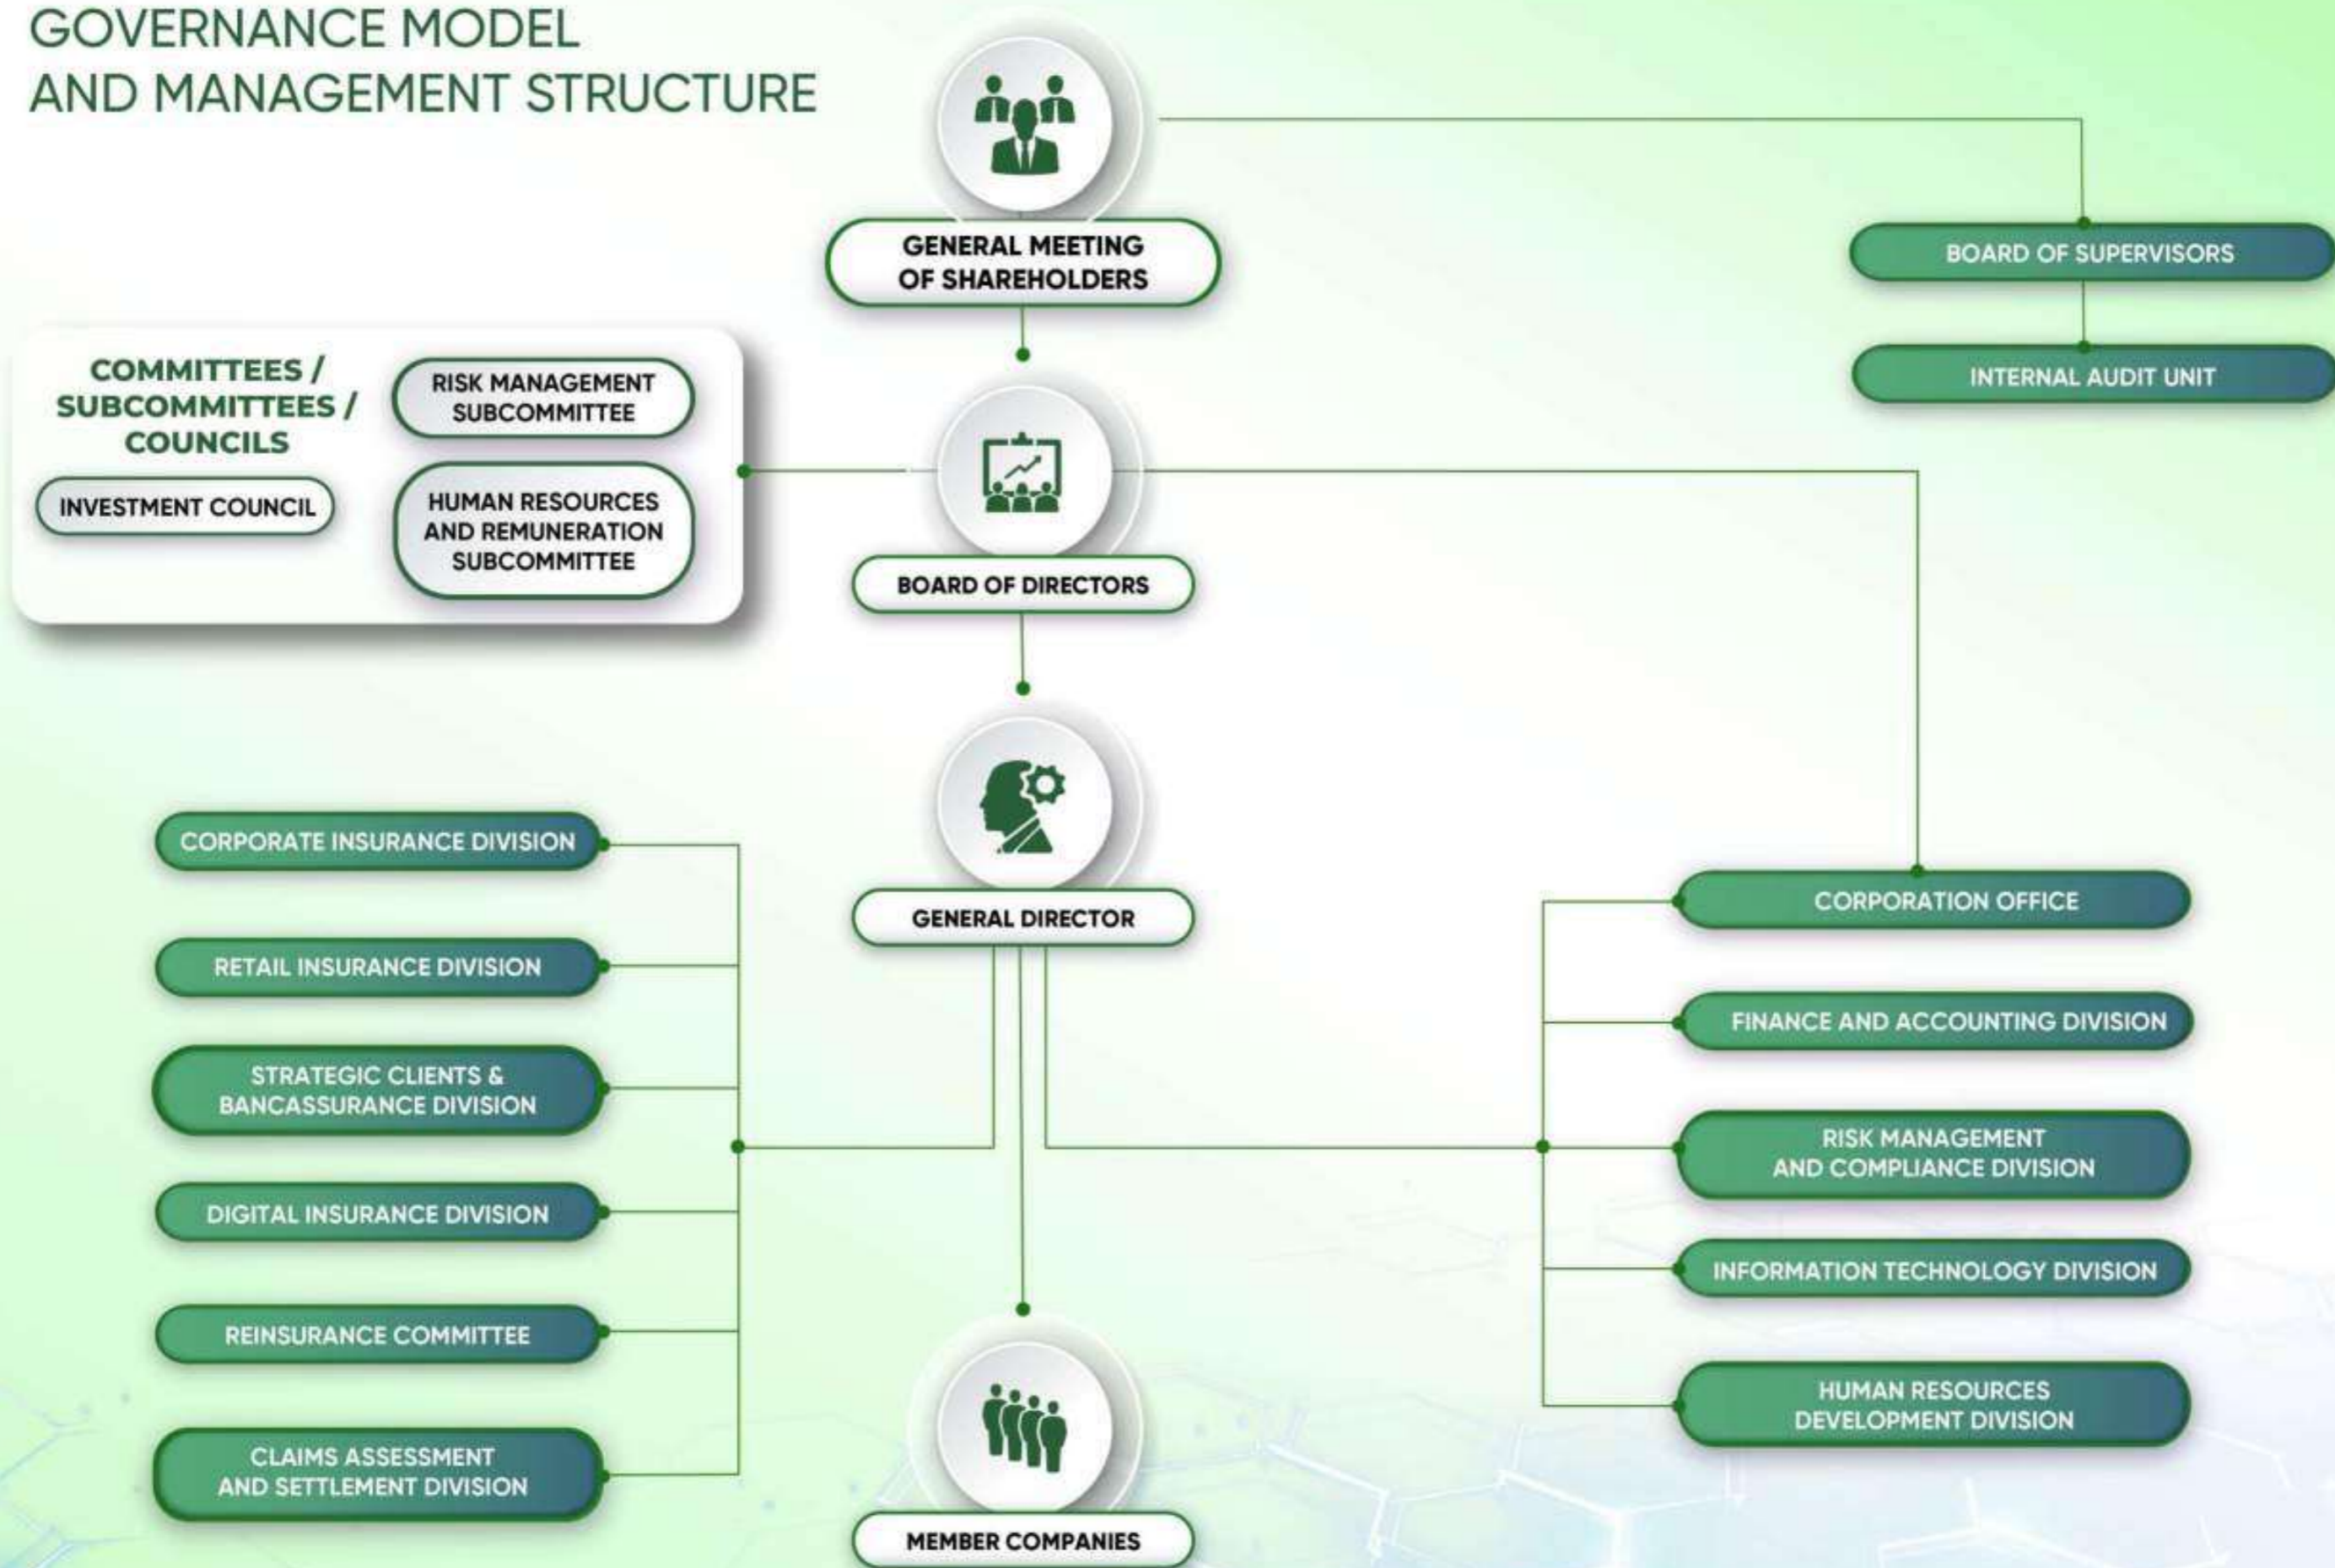 GOVERNANCE MODEL
AND MANAGEMENT STRUCTURE
GENERAL MEETING
OF SHAREHOLDERS
BOARD OF SUPERVISORS
INTERNAL AUDIT UNIT
COMMITTEES /
SUBCOMMITTEES /
COUNCILS
INVESTMENT COUNCIL
RISK MANAGEMENT
SUBCOMMITTEE
HUMAN RESOURCES
AND REMUNERATION
SUBCOMMITTEE
BOARD OF DIRECTORS
GENERAL DIRECTOR
CORPORATE INSURANCE DIVISION
RETAIL INSURANCE DIVISION
STRATEGIC CLIENTS &
BANCASSURANCE DIVISION
DIGITAL INSURANCE DIVISION
REINSURANCE COMMITTEE
CLAIMS ASSESSMENT
AND SETTLEMENT DIVISION
CORPORATION OFFICE
FINANCE AND ACCOUNTING DIVISION
RISK MANAGEMENT
AND COMPLIANCE DIVISION
INFORMATION TECHNOLOGY DIVISION
HUMAN RESOURCES
DEVELOPMENT DIVISION
MEMBER COMPANIES